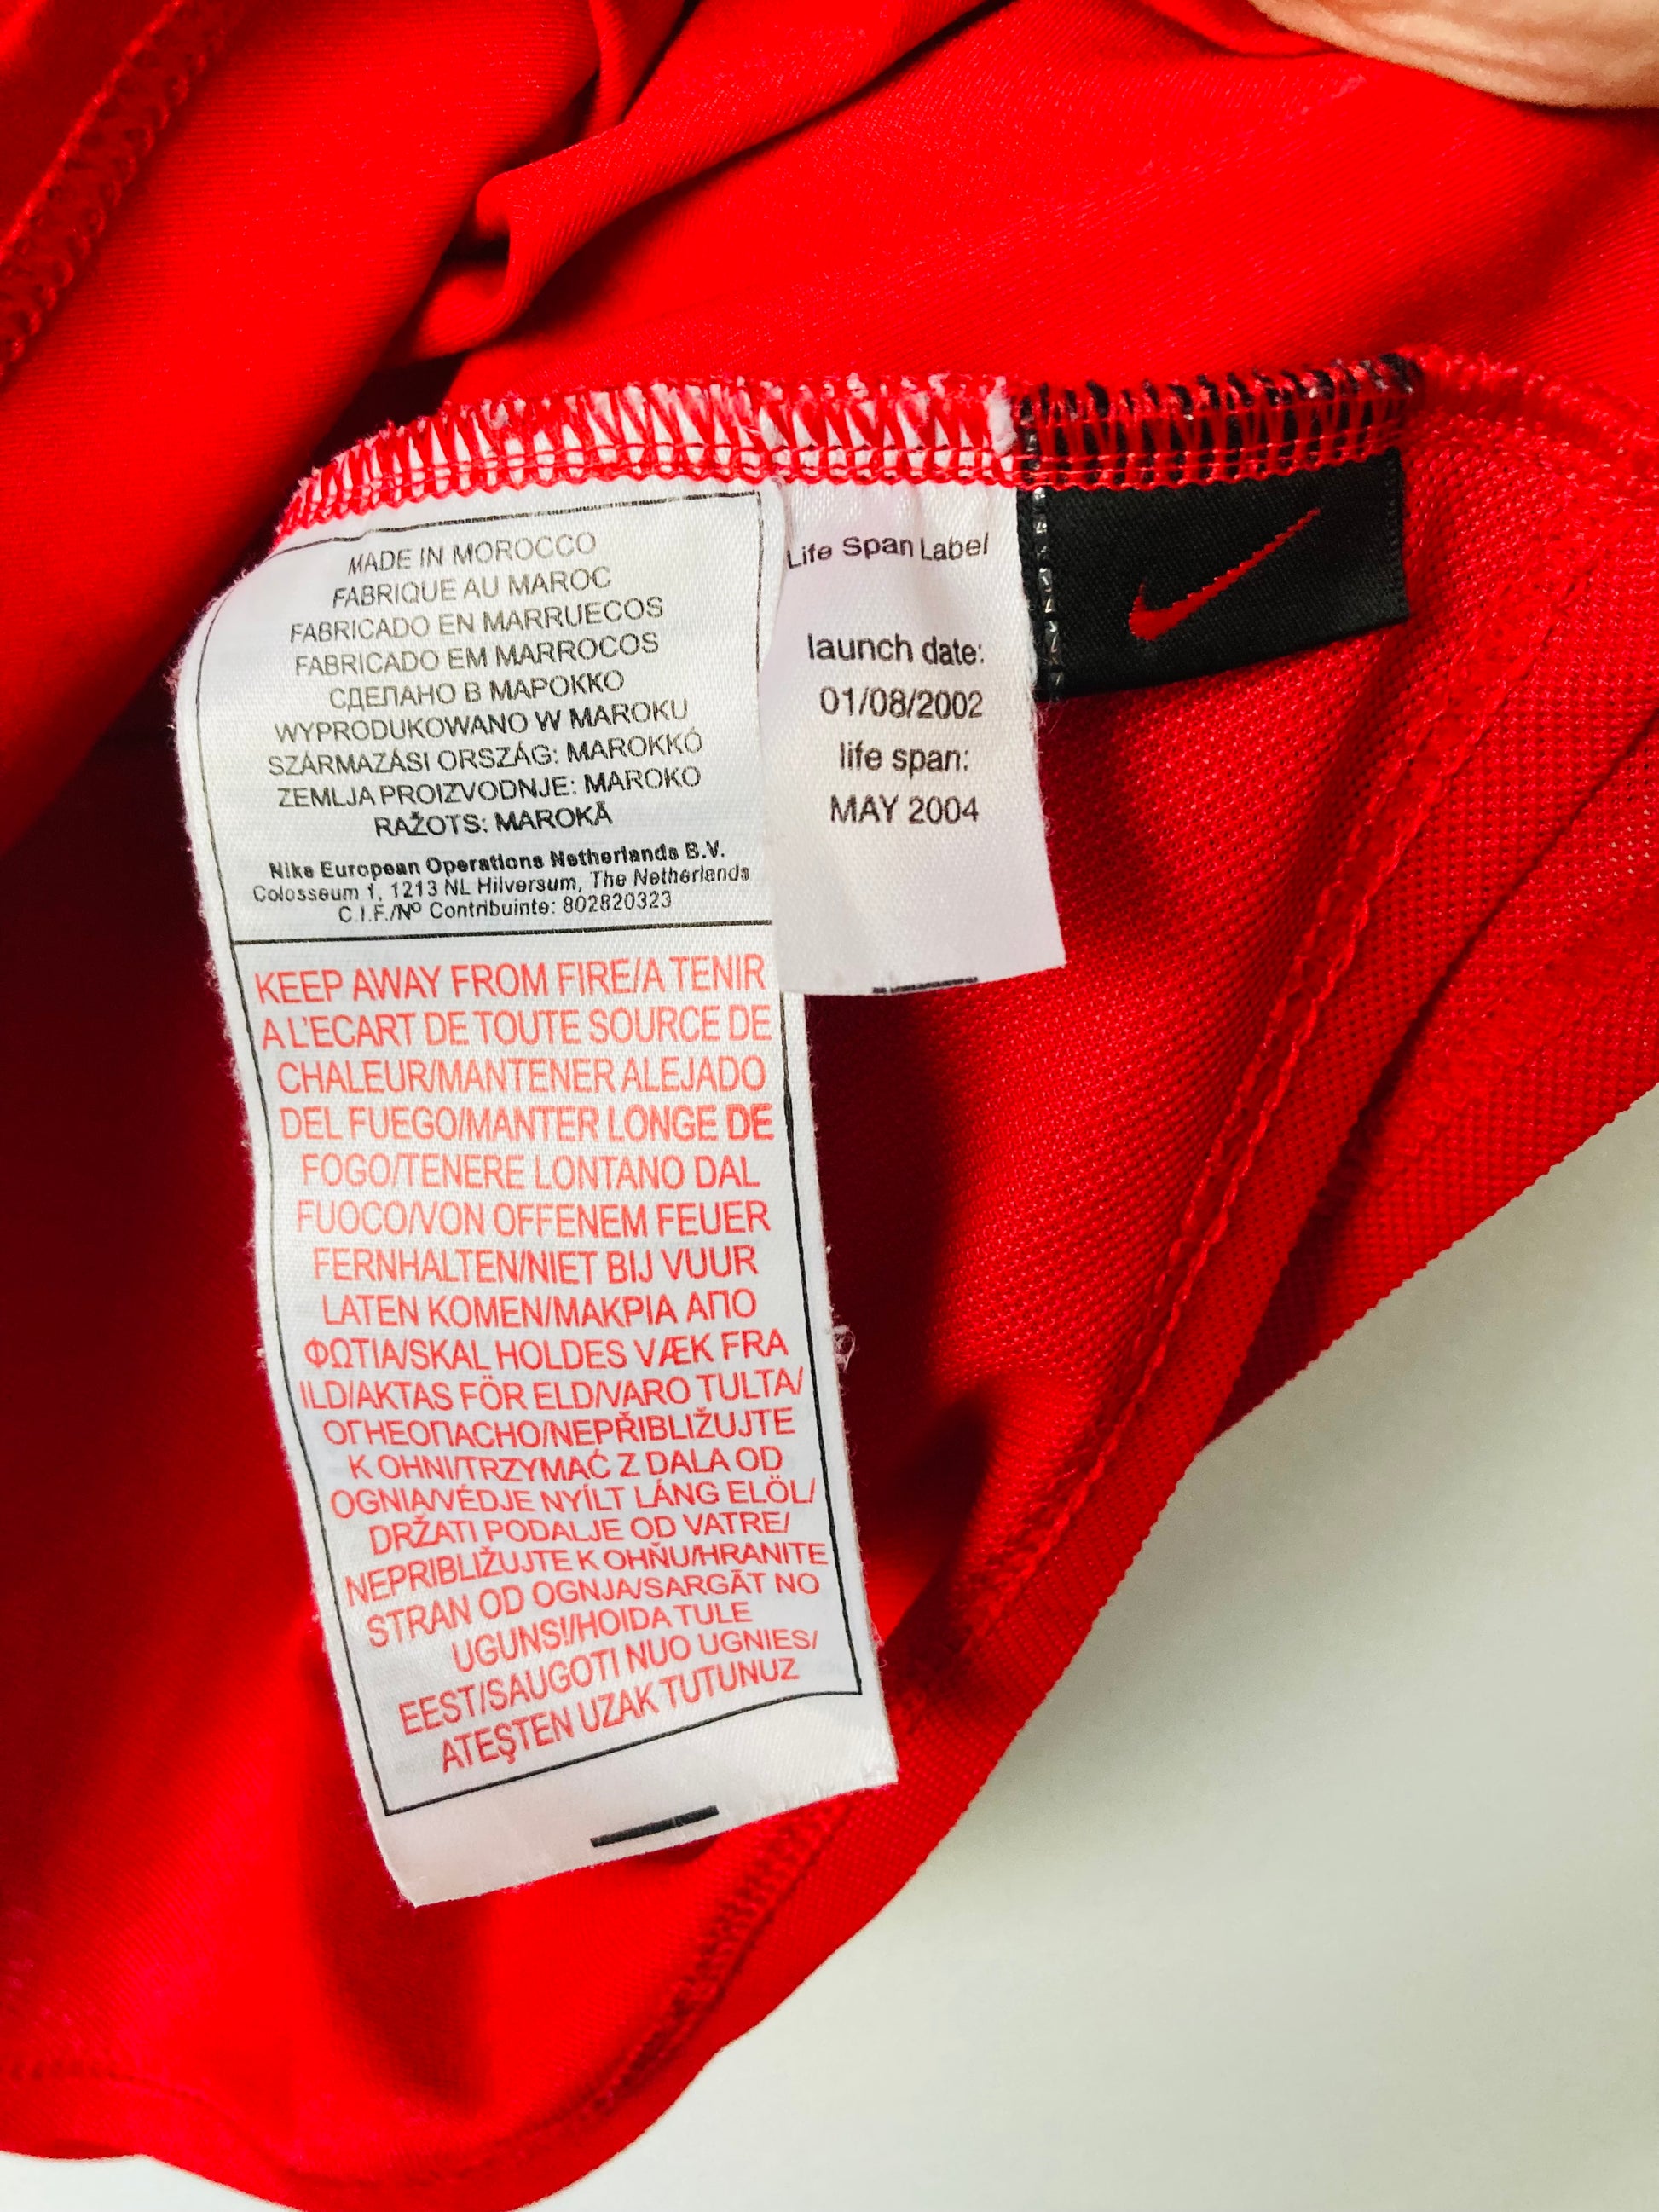 MADE IN MOROCCO
FABRIQUE AU MAROC
FABRICADO EN MARRUECOS
FABRICADO EM MARROCOS
СДЕЛАНО В МАРОККО
WYPRODUKOWANO W MAROKU
SZÁRMAZÁSI ORSZÁG: MAROKKÓ
ZEMLJA PROIZVODNJE: MAROKO
RAŽOTS: MAROKĀ
Nike European Operations Netherlands B.V.
Colosseum 1, 1213 NL Hilversum, The Netherlands
C.I.F./Nº Contribuinte: 802820323
KEEP AWAY FROM FIRE/A TENIR
A L'ECART DE TOUTE SOURCE DE
CHALEUR/MANTENER ALEJADO
DEL FUEGO/MANTER LONGE DE
FOGO/TENERE LONTANO DAL
FUOCO/VON OFFENEM FEUER
FERNHALTEN/NIET BIJ VUUR
LATEN KOMEN/ΜΑΚΡΙΑ ΑΠΟ
ΦΩΤΙΑ/SKAL HOLDES VÆK FRA
ILD/AKTAS FÖR ELD/VARO TULTA/
ОГНЕОПАСНО/NEPŘIBLIŽUJTE
K OHNI/TRZYMAĆ Z DALA OD
OGNIA/VÉDJE NYÍLT LÁNG ELÖL/
DRŽATI PODALJE OD VATRE/
NEPRIBLIŽUJTE K OHŇU/HRANITE
STRAN OD OGNJA/SARGĀT NO
UGUNS!/HOIDA TULE
EEST/SAUGOTI NUO UGNIES/
ATEŞTEN UZAK TUTUNUZ
Life Span Label
launch date:
01/08/2002
life span:
MAY 2004